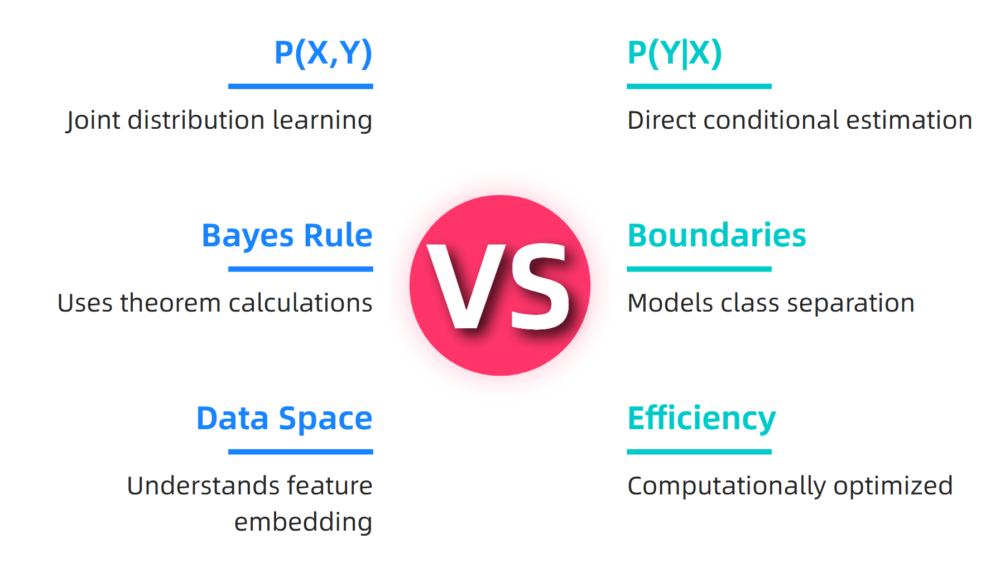 P(X,Y)
Joint distribution learning
Bayes Rule
Uses theorem calculations
Data Space
Understands feature
embedding
VS
P(Y|X)
Direct conditional estimation
Boundaries
Models class separation
Efficiency
Computationally optimized